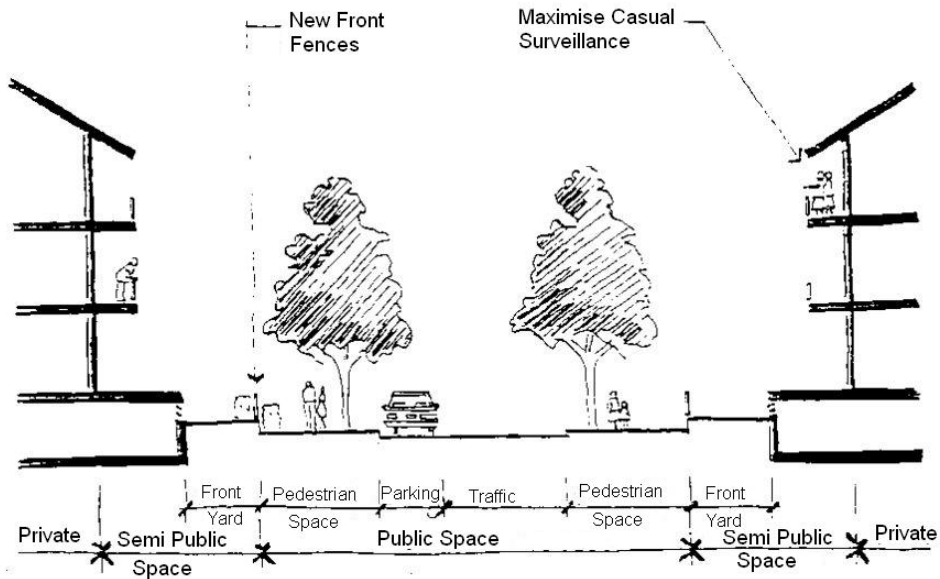 New Front
Fences
Maximise Casual
Surveillance
Front
Yard
Pedestrian
Space
Parking
Traffic
Pedestrian
Space
Front
Yard
Private
Semi Public
Space
Public Space
Semi Public
Space
Private